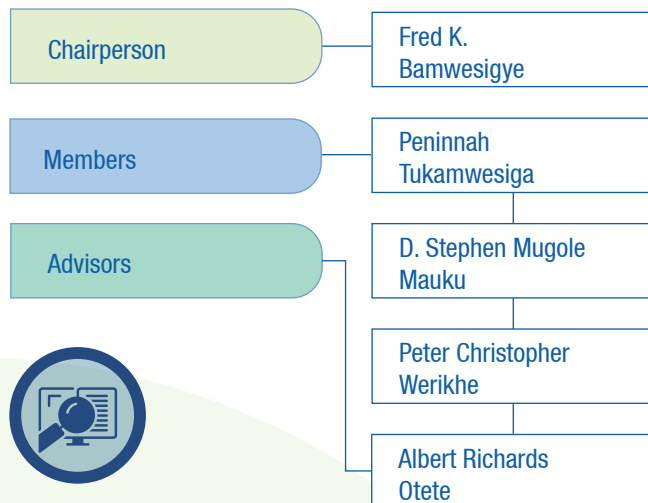 Chairperson
Fred K.
Bamwesigye
Members
Peninnah
Tukamwesiga
Advisors
D. Stephen Mugole
Mauku
Peter Christopher
Werikhe
Albert Richards
Otete